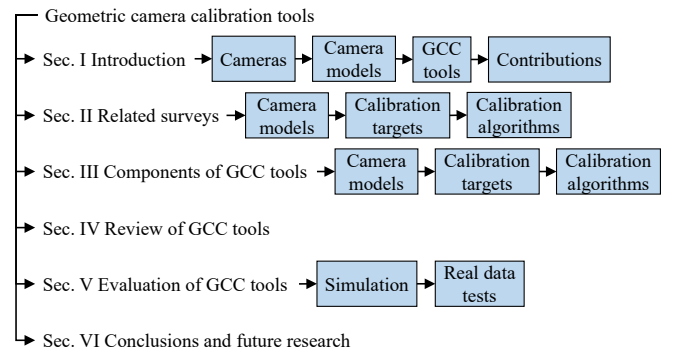 Geometric camera calibration tools
Sec. I Introduction
Cameras
Camera
models
GCC
tools
Contributions
Sec. II Related surveys
Camera
models
Calibration
targets
Calibration
algorithms
Sec. III Components of GCC tools
Camera
models
Calibration
targets
Calibration
algorithms
Sec. IV Review of GCC tools
Sec. V Evaluation of GCC tools
Simulation
Real data
tests
Sec. VI Conclusions and future research